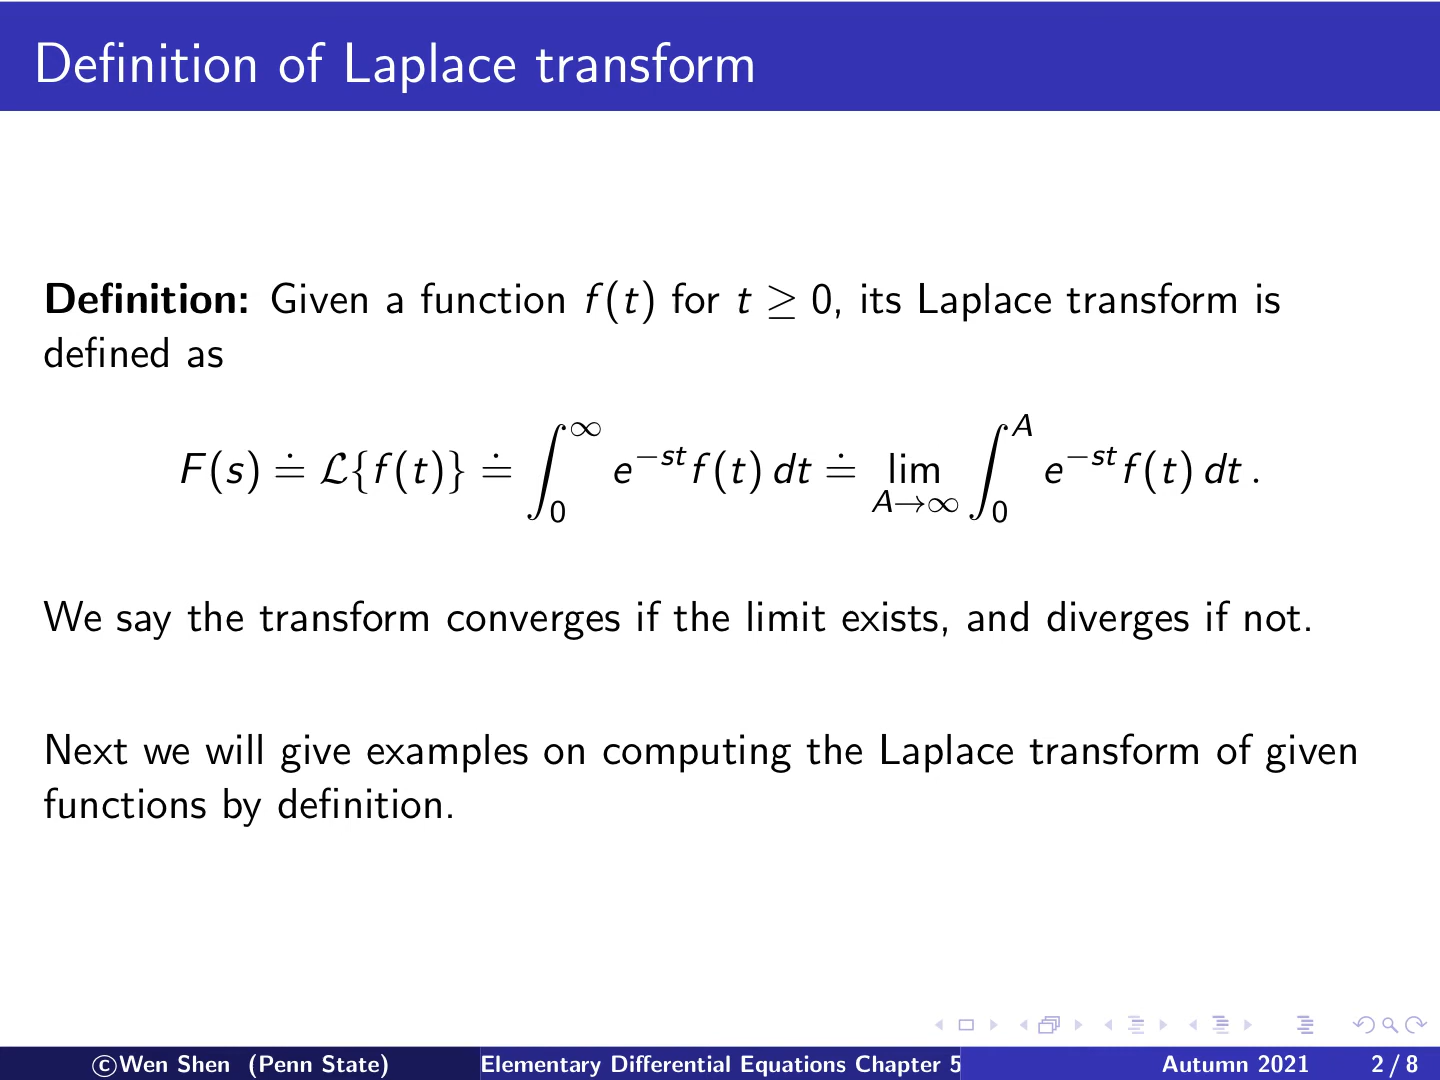 Definition of Laplace transform
Definition: Given a function f(t) for t ≥ 0, its Laplace transform is
defined as
F(s) ≐ ℒ{f(t)} ≐ ∫₀^∞ e^{−st} f(t) dt ≐ lim_{A→∞} ∫₀^A e^{−st} f(t) dt .
We say the transform converges if the limit exists, and diverges if not.
Next we will give examples on computing the Laplace transform of given
functions by definition.
©Wen Shen (Penn State) Elementary Differential Equations Chapter 5 Autumn 2021 2 / 8